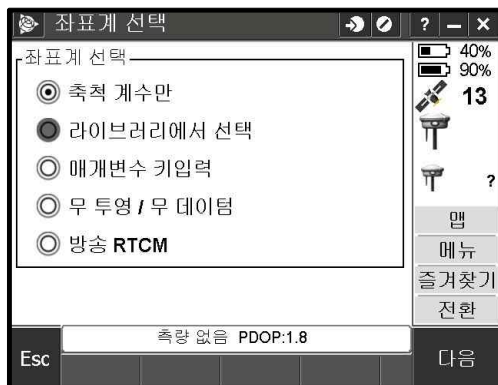 좌표계 선택
? — X
좌표계 선택
축척 계수만
라이브러리에서 선택
매개변수 키입력
무 투영 / 무 데이텀
방송 RTCM
40%
90%
13
?
맵
메뉴
즐겨찾기
전환
측량 없음 PDOP:1.8
Esc
다음